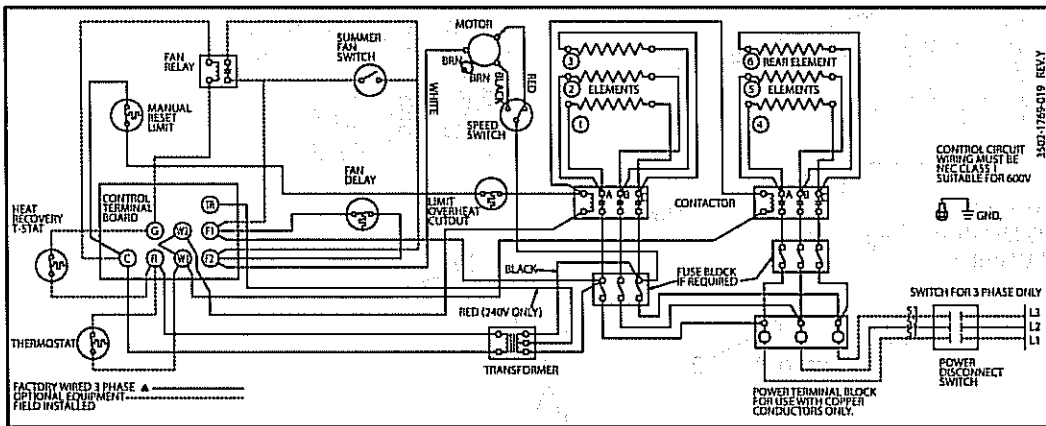 MOTOR
SUMMER
FAN
SWITCH
FAN
RELAY
BRN
BRN
BLACK
RED
WHITE
MANUAL
RESET
LIMIT
SPEED
SWITCH
3
2
ELEMENTS
1
6
REAR ELEMENT
5
ELEMENTS
4
3502-1769-019 REV.Y
CONTROL CIRCUIT
WIRING MUST BE
NEC CLASS 1
SUITABLE FOR 600V
GND.
FAN
DELAY
LIMIT
OVERHEAT
CUTOUT
A
B
C
CONTACTOR
A
B
C
HEAT
RECOVERY
T-STAT
CONTROL
TERMINAL
BOARD
TR
G
W2
F1
C
R
W1
F2
BLACK
FUSE BLOCK
IF REQUIRED
RED (240V ONLY)
SWITCH FOR 3 PHASE ONLY
L3
L2
L1
THERMOSTAT
TRANSFORMER
POWER
DISCONNECT
SWITCH
FACTORY WIRED 3 PHASE ▲
OPTIONAL EQUIPMENT
FIELD INSTALLED
POWER TERMINAL BLOCK
FOR USE WITH COPPER
CONDUCTORS ONLY.